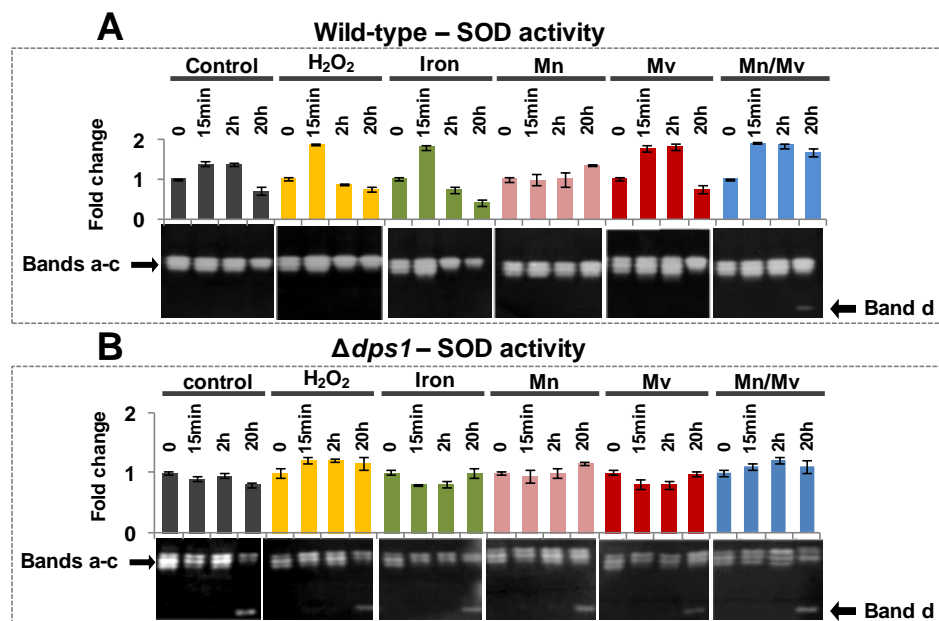 A
Wild-type – SOD activity
Control H₂O₂ Iron Mn Mv Mn/Mv
0 15min 2h 20h 0 15min 2h 20h 0 15min 2h 20h 0 15min 2h 20h 0 15min 2h 20h 0 15min 2h 20h
Fold change
2
1
0
Bands a-c
Band d
B
Δdps1 – SOD activity
control H₂O₂ Iron Mn Mv Mn/Mv
0 15min 2h 20h 0 15min 2h 20h 0 15min 2h 20h 0 15min 2h 20h 0 15min 2h 20h 0 15min 2h 20h
Fold change
2
1
0
Bands a-c
Band d